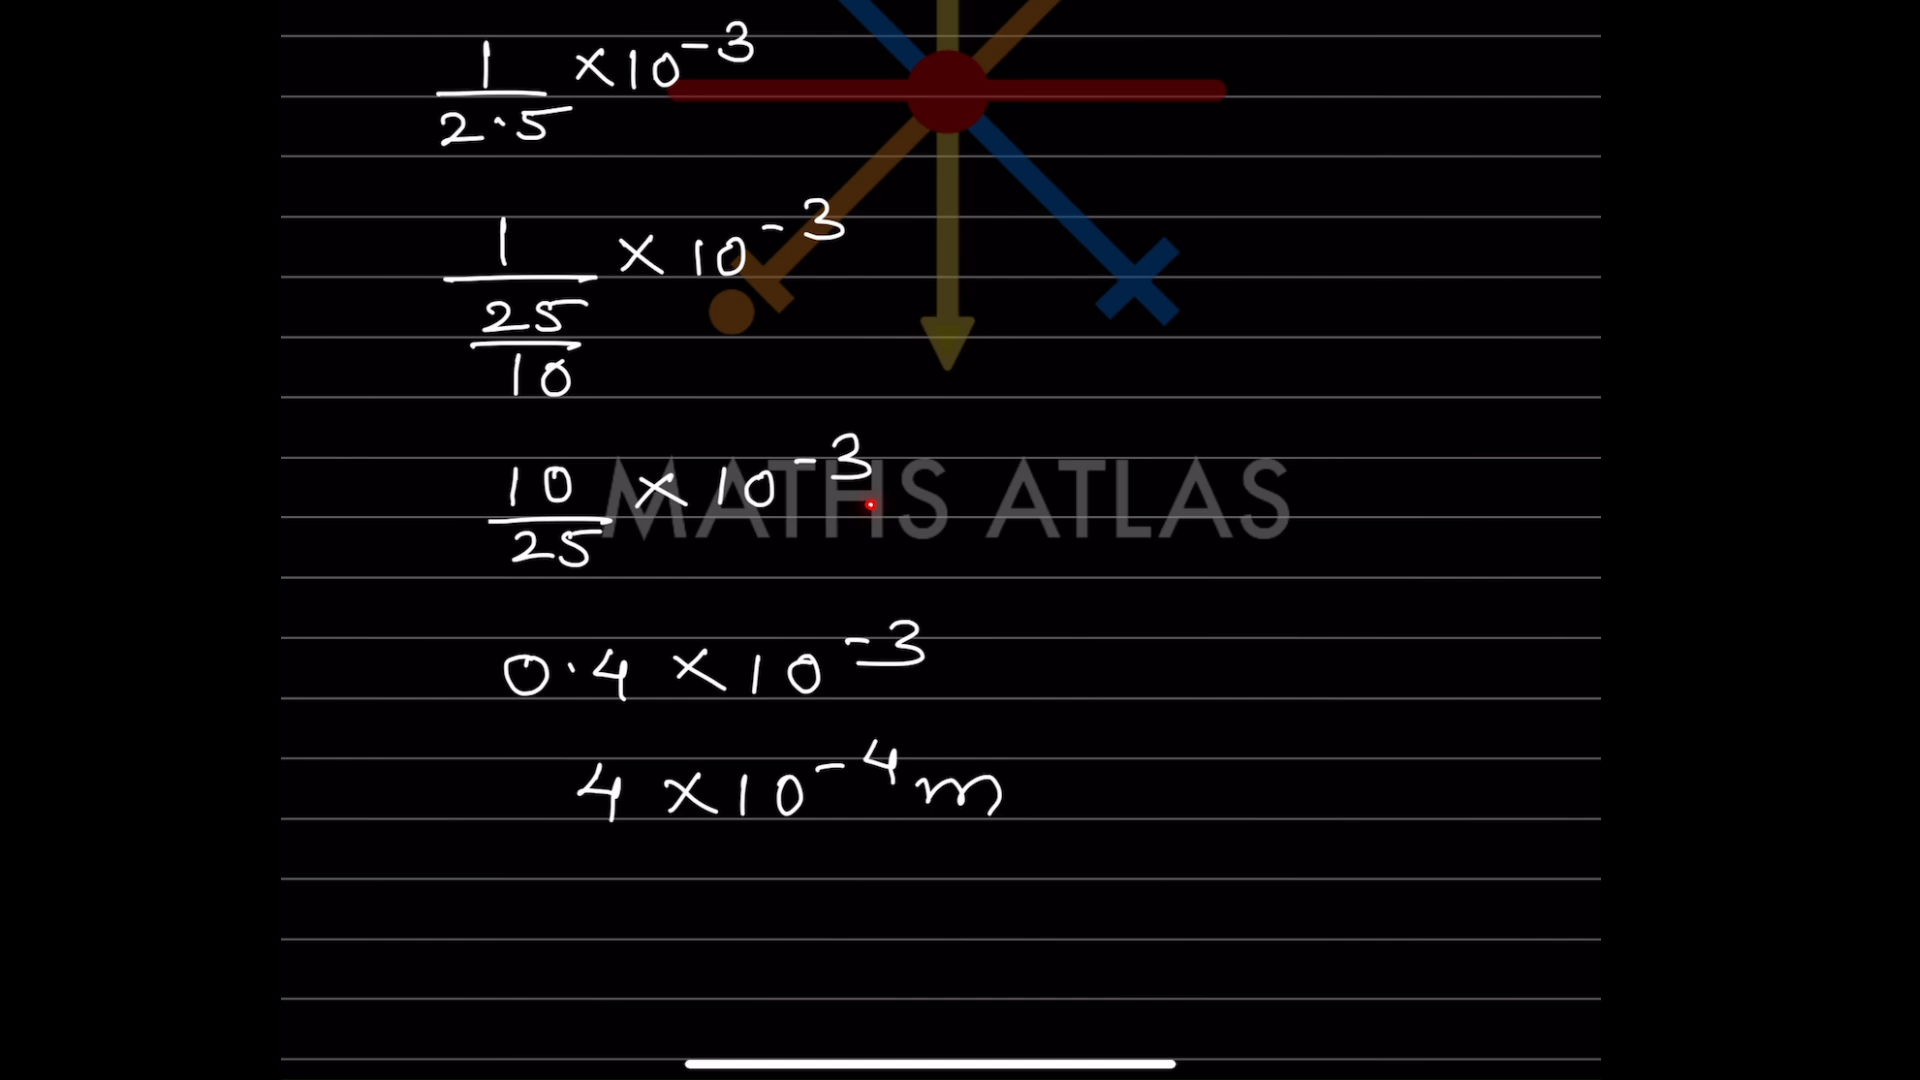 1/2.5 × 10⁻³
1/(25/10) × 10⁻³
10/25 × 10⁻³
MATHS ATLAS
0.4 × 10⁻³
4 × 10⁻⁴ m